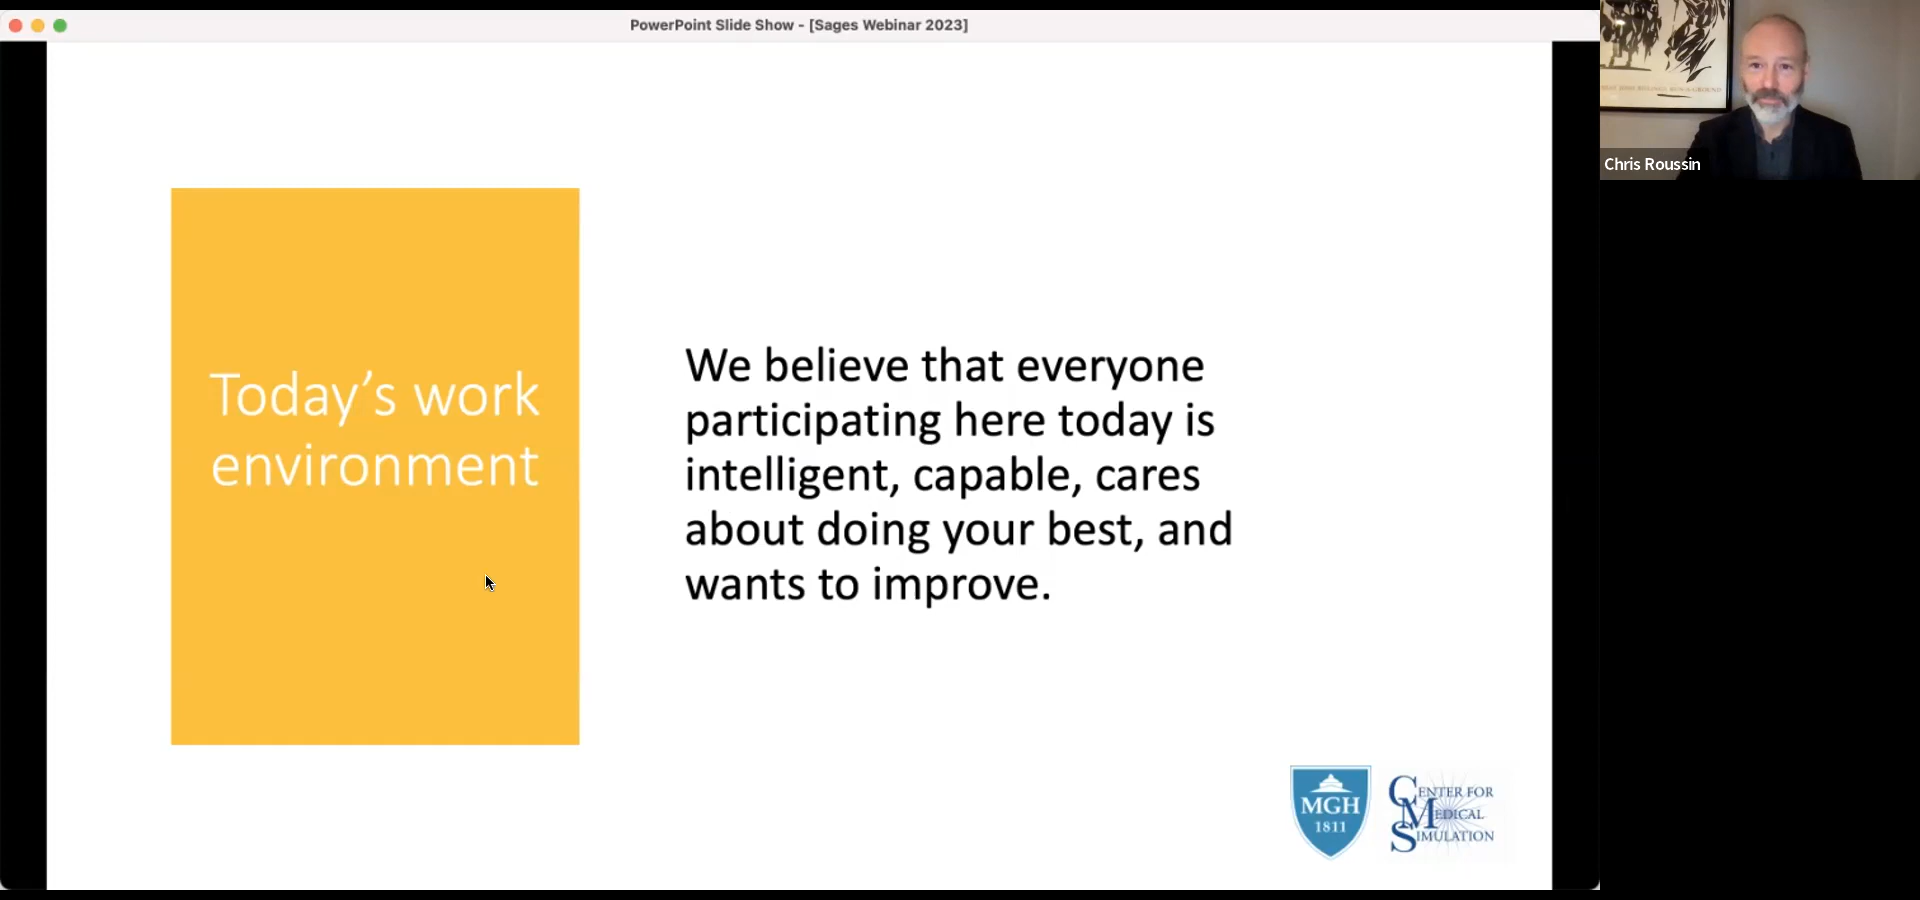 PowerPoint Slide Show - [Sages Webinar 2023]
Chris Roussin
Today’s work
environment
We believe that everyone
participating here today is
intelligent, capable, cares
about doing your best, and
wants to improve.
MGH
1811
CENTER FOR
MEDICAL
SIMULATION